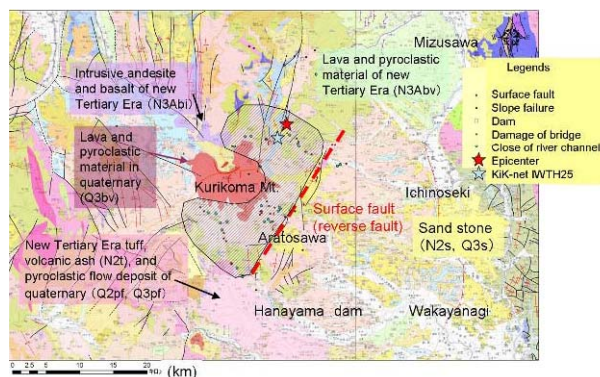 Mizusawa
Legends
Surface fault
Slope failure
Dam
Damage of bridge
Close of river channel
Epicenter
KiK-net IWTH25
Intrusive andesite
and basalt of new
Tertiary Era (N3Abi)
Lava and pyroclastic
material of new
Tertiary Era (N3Abv)
Lava and
pyroclastic
material in
quaternary
(Q3bv)
Kurikoma Mt.
Ichinoseki
Surface fault
(reverse fault)
Sand stone
(N2s, Q3s)
Aratosawa
New Tertiary Era tuff,
volcanic ash (N2t), and
pyroclastic flow deposit of
quaternary (Q2pf, Q3pf)
Hanayama dam
Wakayanagi
0 2.5 5 10 15 20
(km)